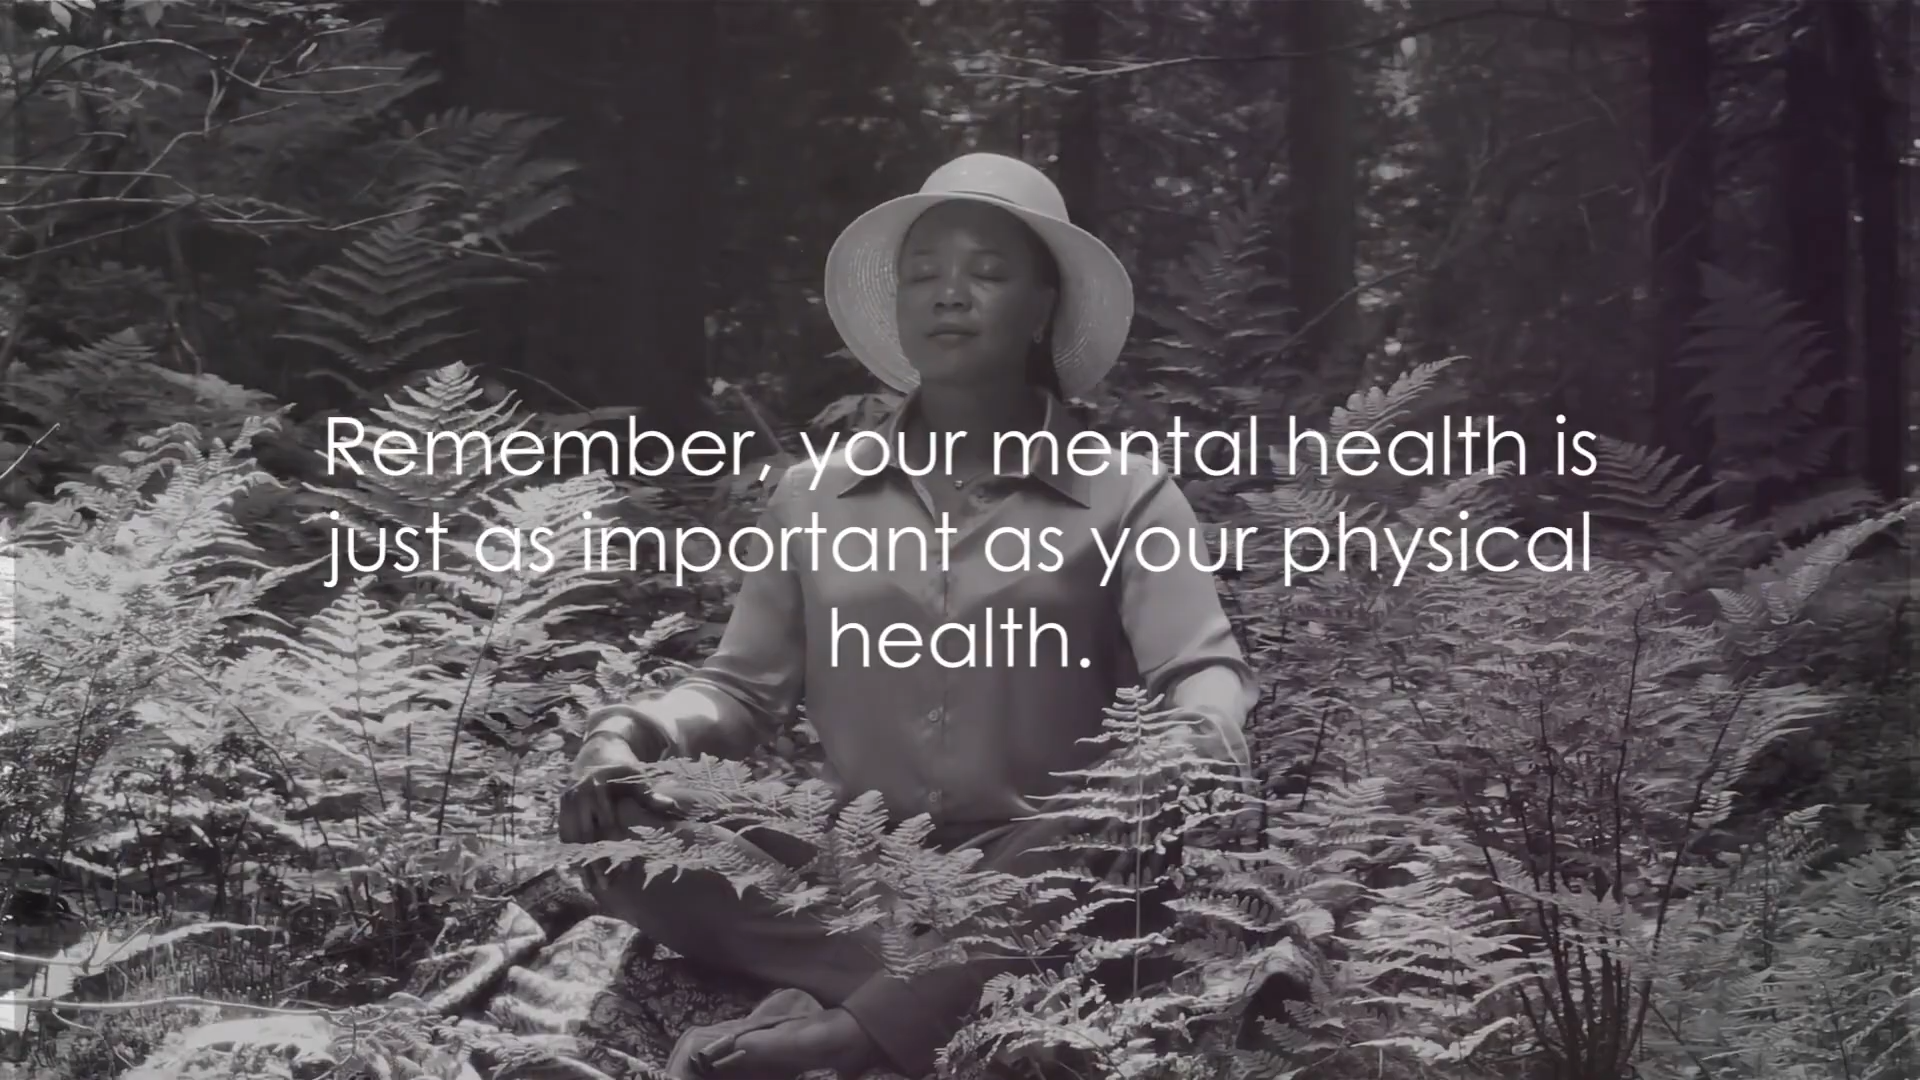 Remember, your mental health is
just as important as your physical
health.